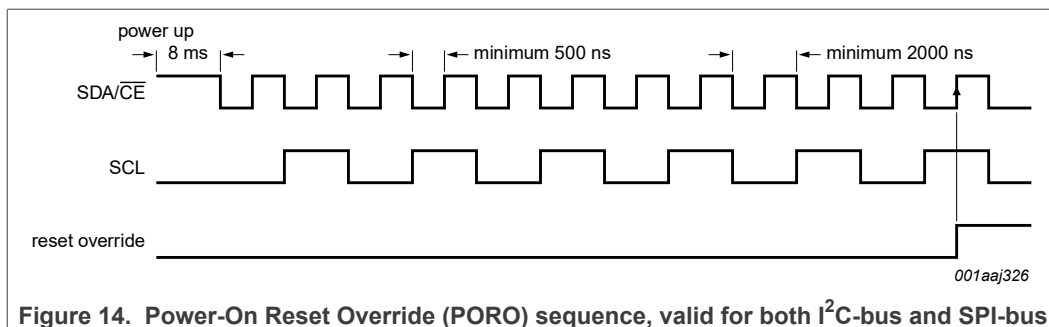 power up
8 ms
minimum 500 ns
minimum 2000 ns
SDA/C̅E̅
SCL
reset override
001aaj326
Figure 14. Power-On Reset Override (PORO) sequence, valid for both I²C-bus and SPI-bus